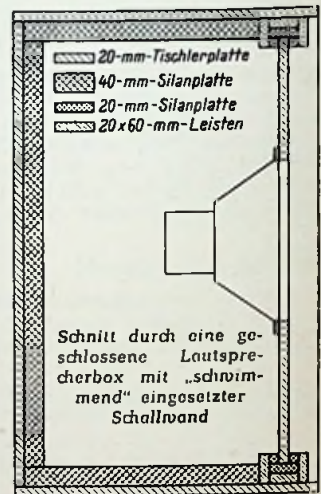 20-mm-Tischlerplatte
40-mm-Silanplatte
20-mm-Silanplatte
20x60-mm-Leisten
Schnitt durch eine ge-
schlossene Lautspre-
cherbox mit „schwim-
mend" eingesetzter
Schallwand